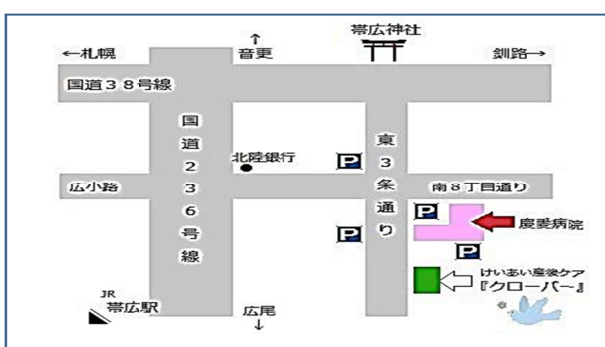 帯広神社
←札幌
↑
音更
釧路→
国道38号線
国道236号線
北陸銀行
P
東3条通り
広小路
南8丁目通り
P
慶愛病院
P
P
けいあい産後ケア
『クローバー』
JR
帯広駅
広尾
↓